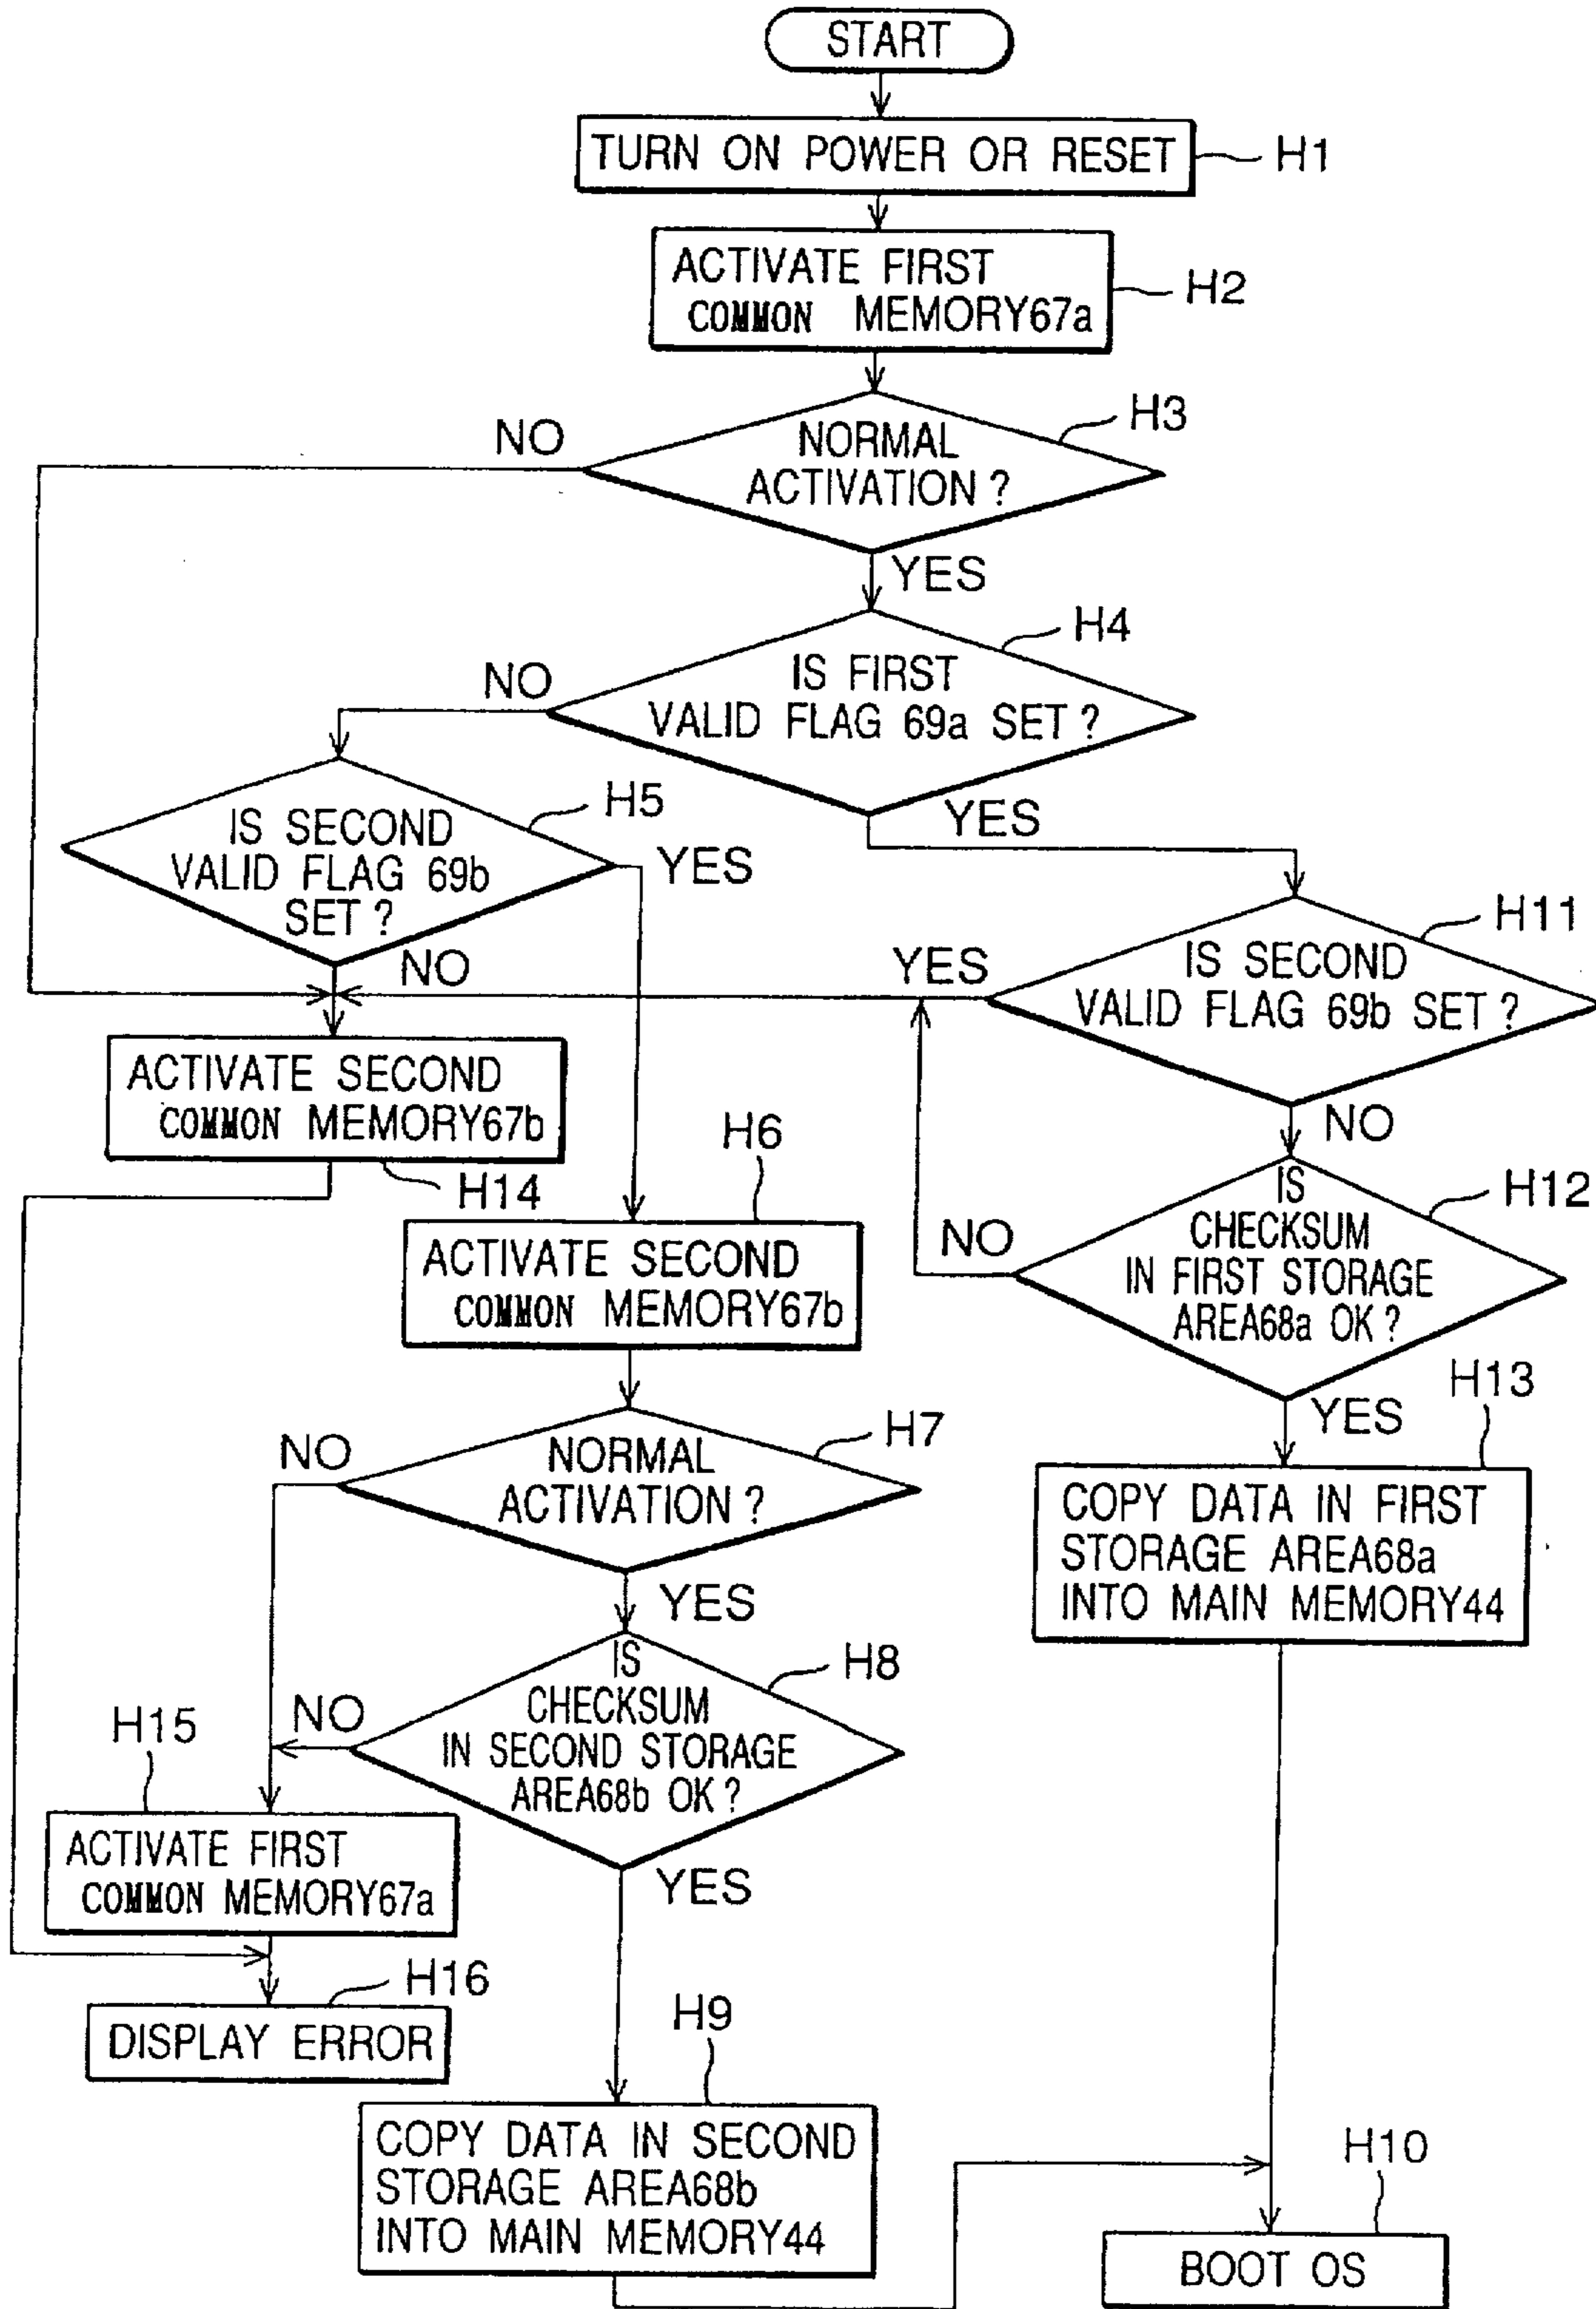 START
TURN ON POWER OR RESET
H1
ACTIVATE FIRST
COMMON MEMORY67a
H2
NORMAL
ACTIVATION ?
H3
NO
YES
IS FIRST
VALID FLAG 69a SET ?
H4
NO
YES
IS SECOND
VALID FLAG 69b
SET ?
H5
YES
NO
IS SECOND
VALID FLAG 69b SET ?
H11
YES
NO
ACTIVATE SECOND
COMMON MEMORY67b
H14
IS
CHECKSUM
IN FIRST STORAGE
AREA68a OK ?
H12
NO
YES
ACTIVATE SECOND
COMMON MEMORY67b
H6
NORMAL
ACTIVATION ?
H7
NO
YES
COPY DATA IN FIRST
STORAGE AREA68a
INTO MAIN MEMORY44
H13
IS
CHECKSUM
IN SECOND STORAGE
AREA68b OK ?
H8
NO
YES
H15
ACTIVATE FIRST
COMMON MEMORY67a
H16
DISPLAY ERROR
H9
COPY DATA IN SECOND
STORAGE AREA68b
INTO MAIN MEMORY44
H10
BOOT OS